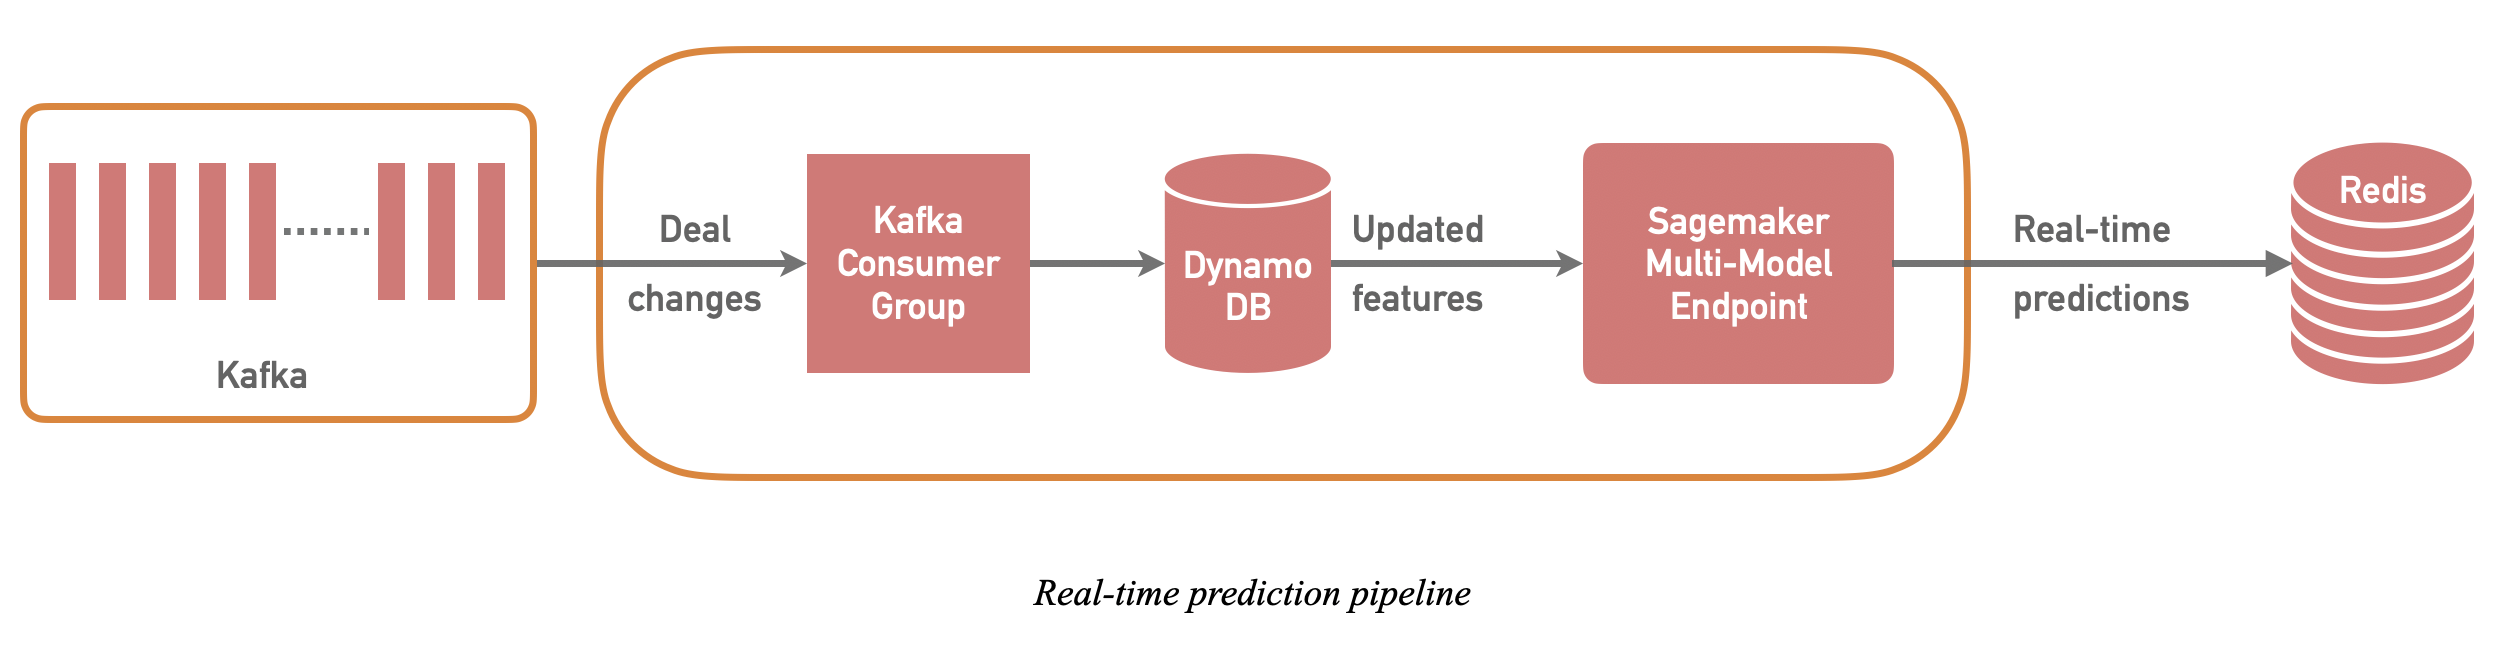 Kafka
Deal
changes
Kafka
Consumer
Group
Dynamo
DB
Updated
features
Sagemaker
Multi-Model
Endpoint
Real-time
predictions
Redis
Real-time prediction pipeline